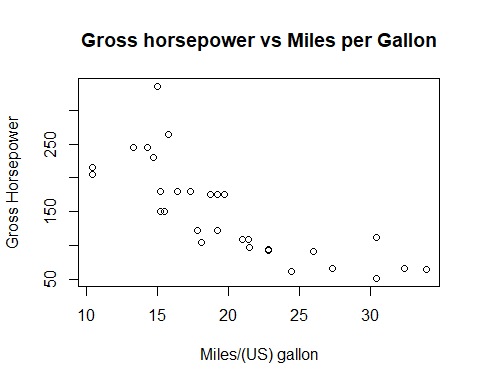 Gross horsepower vs Miles per Gallon
Gross Horsepower
250
150
50
10 15 20 25 30
Miles/(US) gallon